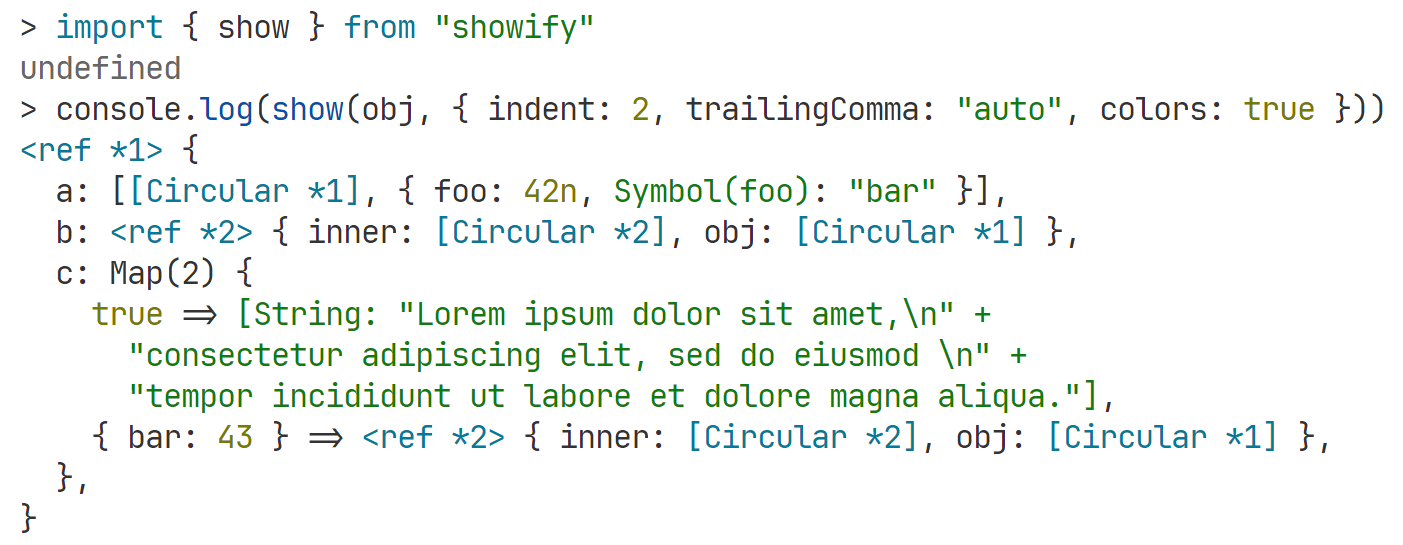 > import { show } from "showify"
undefined
> console.log(show(obj, { indent: 2, trailingComma: "auto", colors: true }))
<ref *1> {
  a: [[Circular *1], { foo: 42n, Symbol(foo): "bar" }],
  b: <ref *2> { inner: [Circular *2], obj: [Circular *1] },
  c: Map(2) {
    true => [String: "Lorem ipsum dolor sit amet,\n" +
      "consectetur adipiscing elit, sed do eiusmod \n" +
      "tempor incididunt ut labore et dolore magna aliqua."],
    { bar: 43 } => <ref *2> { inner: [Circular *2], obj: [Circular *1] },
  },
}